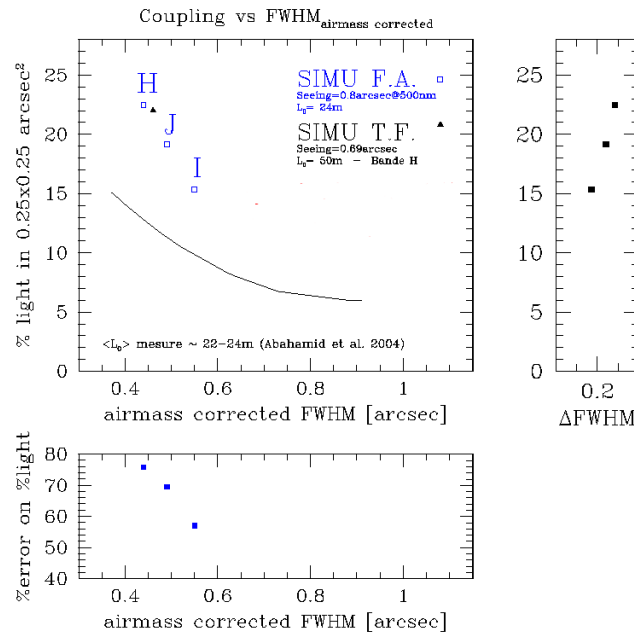 Coupling vs FWHM airmass corrected
H
J
I
SIMU F.A.
Seeing=0.8arcsec@500nm
L0= 24m
SIMU T.F.
Seeing=0.69arcsec
L0= 50m - Bande H
<L0> mesure ~ 22-24m (Abahamid et al. 2004)
% light in 0.25x0.25 arcsec²
25
20
15
10
5
0
0.4 0.6 0.8 1
airmass corrected FWHM [arcsec]
25
20
15
10
5
0
0.2
ΔFWHM
%error on %light
80
70
60
50
40
0.4 0.6 0.8 1
airmass corrected FWHM [arcsec]